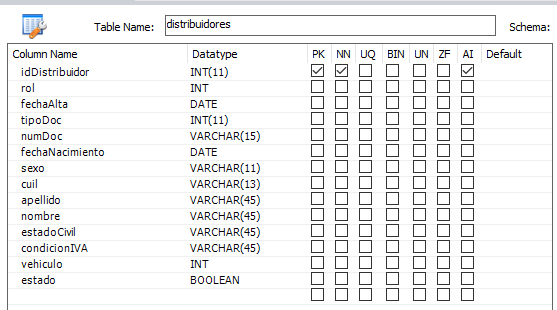 Table Name: distribuidores Schema:
Column Name Datatype PK NN UQ BIN UN ZF AI Default
idDistribuidor INT(11)
rol INT
fechaAlta DATE
tipoDoc INT(11)
numDoc VARCHAR(15)
fechaNacimiento DATE
sexo VARCHAR(11)
cuil VARCHAR(13)
apellido VARCHAR(45)
nombre VARCHAR(45)
estadoCivil VARCHAR(45)
condicionIVA VARCHAR(45)
vehiculo INT
estado BOOLEAN